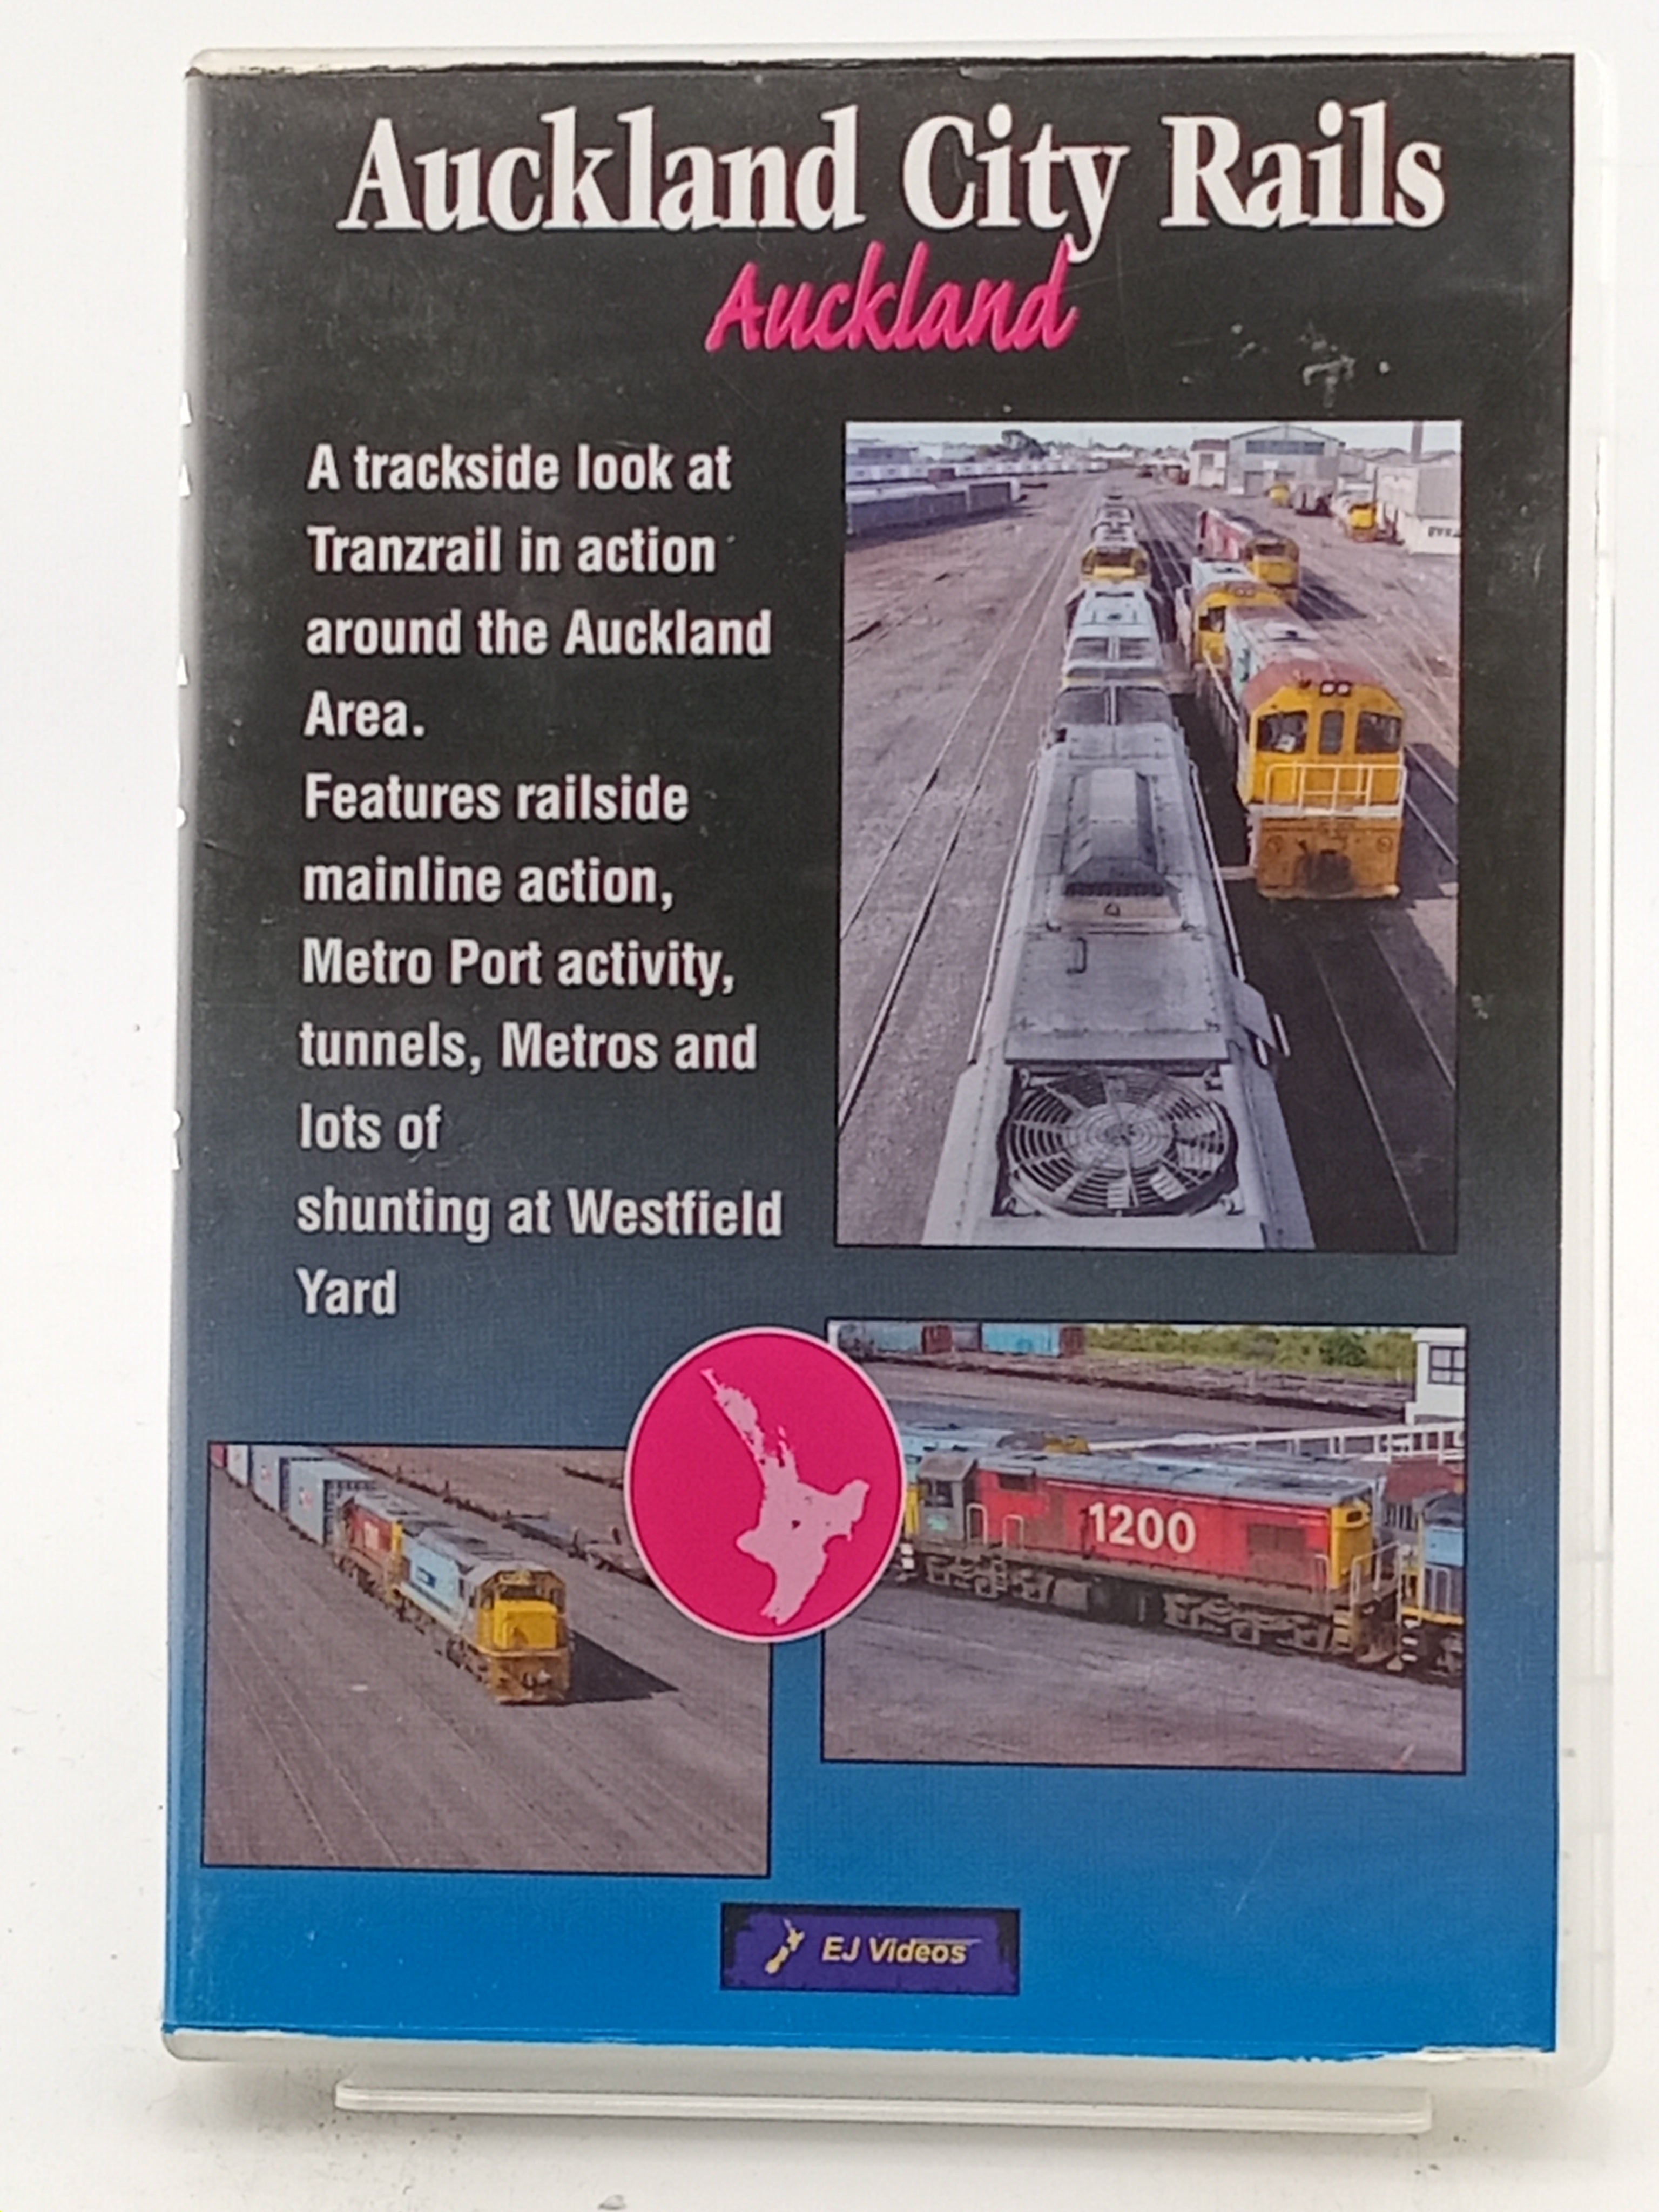 Auckland City Rails
Auckland
A trackside look at
Tranzrail in action
around the Auckland
Area.
Features railside
mainline action,
Metro Port activity,
tunnels, Metros and
lots of
shunting at Westfield
Yard
1200
EJ Videos